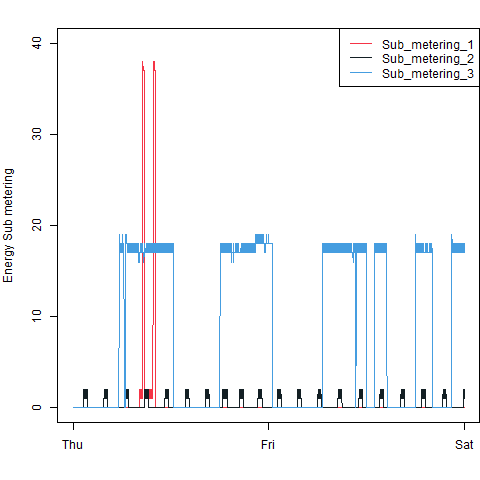 40
30
20
10
0
Energy Sub metering
Sub_metering_1
Sub_metering_2
Sub_metering_3
Thu
Fri
Sat